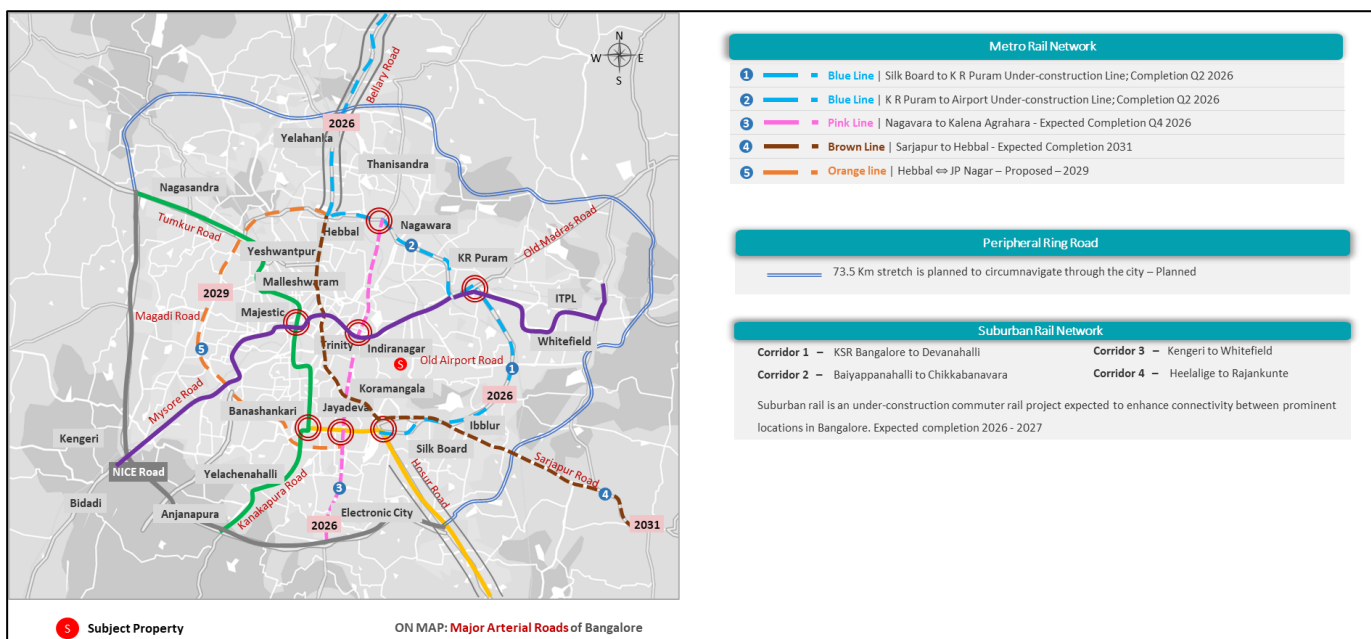 N
W E
S
Bellary Road
2026
Yelahanka
Thanisandra
Nagasandra
Tumkur Road
Hebbal
Nagawara
Old Madras Road
2
Yeshwantpur
KR Puram
Malleshwaram
2029
ITPL
Magadi Road
Majestic
Trinity
Indiranagar
Whitefield
5
S
Old Airport Road
1
Mysore Road
Koramangala
2026
Banashankari
Jayadeva
Ibblur
Kengeri
Silk Board
NICE Road
Yelachenahalli
Sarjapur Road
Hosur Road
3
4
Bidadi
Kanakapura Road
Anjanapura
Electronic City
2026
2031
S Subject Property
ON MAP: Major Arterial Roads of Bangalore
Metro Rail Network
1 Blue Line | Silk Board to K R Puram Under-construction Line; Completion Q2 2026
2 Blue Line | K R Puram to Airport Under-construction Line; Completion Q2 2026
3 Pink Line | Nagavara to Kalena Agrahara - Expected Completion Q4 2026
4 Brown Line | Sarjapur to Hebbal - Expected Completion 2031
5 Orange line | Hebbal ⇔ JP Nagar – Proposed – 2029
Peripheral Ring Road
73.5 Km stretch is planned to circumnavigate through the city – Planned
Suburban Rail Network
Corridor 1 – KSR Bangalore to Devanahalli
Corridor 3 – Kengeri to Whitefield
Corridor 2 – Baiyappanahalli to Chikkabanavara
Corridor 4 – Heelalige to Rajankunte
Suburban rail is an under-construction commuter rail project expected to enhance connectivity between prominent
locations in Bangalore. Expected completion 2026 - 2027